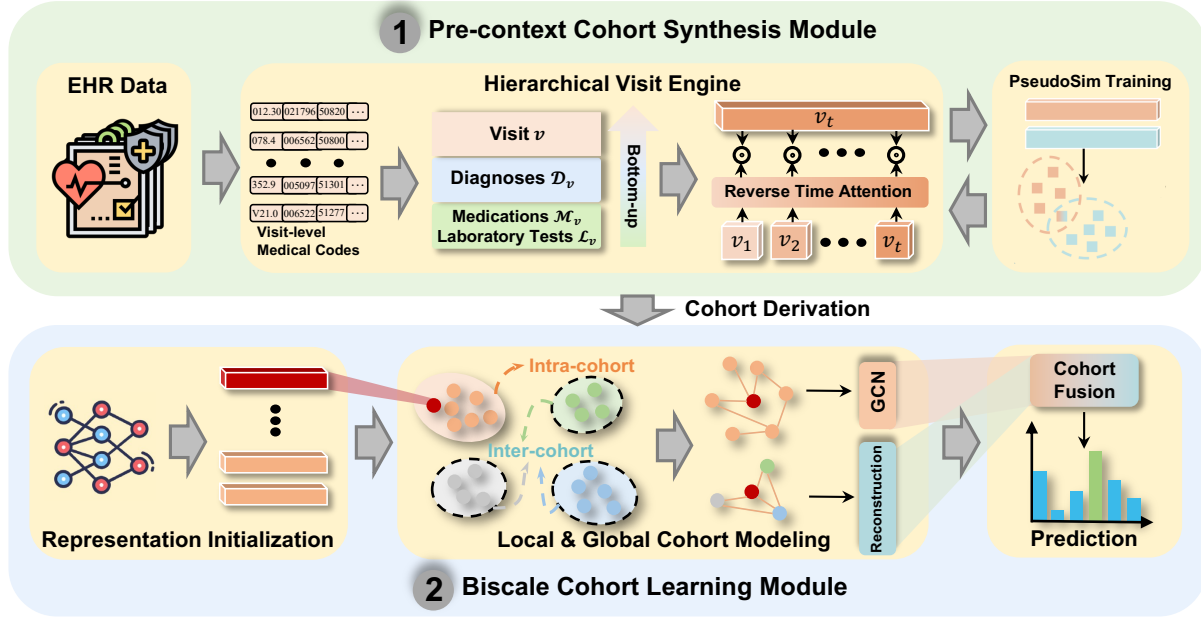 1 Pre-context Cohort Synthesis Module
EHR Data
Hierarchical Visit Engine
012.30 021796 50820 ...
078.4 006562 50800 ...
352.9 005097 51301 ...
V21.0 006522 51277 ...
Visit-level
Medical Codes
Visit 𝑣
Diagnoses 𝒟𝑣
Medications ℳ𝑣
Laboratory Tests ℒ𝑣
Bottom-up
𝑣𝑡
Reverse Time Attention
𝑣1 𝑣2 𝑣𝑡
PseudoSim Training
Cohort Derivation
Representation Initialization
Intra-cohort
Inter-cohort
GCN
Reconstruction
Local & Global Cohort Modeling
Cohort
Fusion
Prediction
2 Biscale Cohort Learning Module